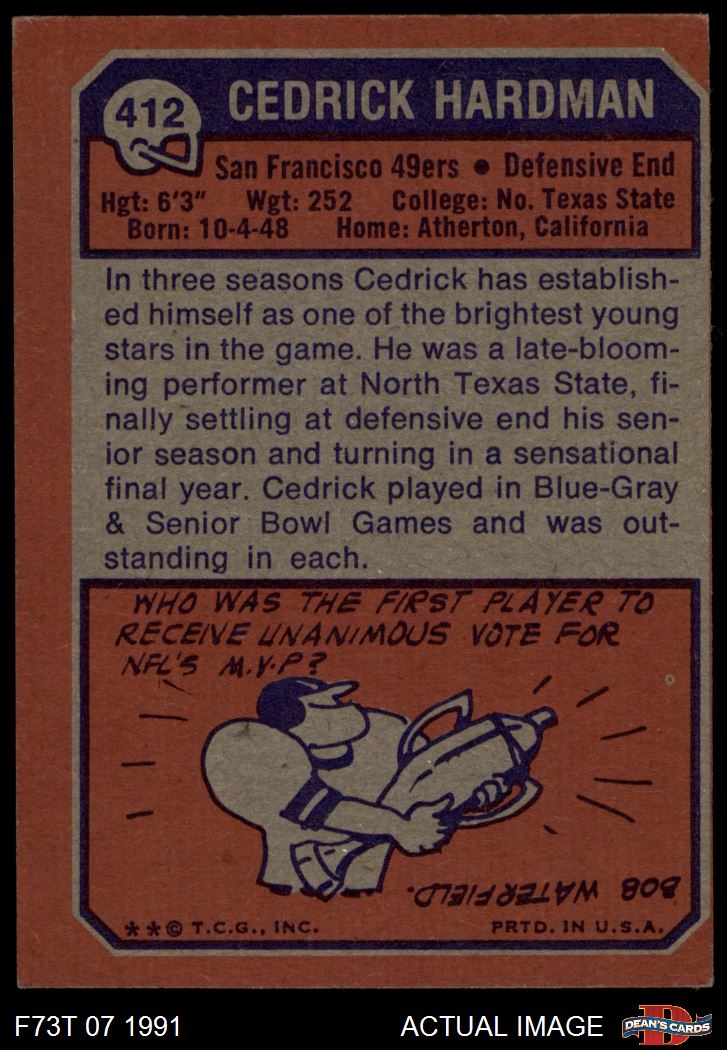 412
CEDRICK HARDMAN
San Francisco 49ers • Defensive End
Hgt: 6'3" Wgt: 252 College: No. Texas State
Born: 10-4-48 Home: Atherton, California
In three seasons Cedrick has establish-
ed himself as one of the brightest young
stars in the game. He was a late-bloom-
ing performer at North Texas State, fi-
nally settling at defensive end his sen-
ior season and turning in a sensational
final year. Cedrick played in Blue-Gray
& Senior Bowl Games and was out-
standing in each.
WHO WAS THE FIRST PLAYER TO
RECEIVE UNANIMOUS VOTE FOR
NFL'S M.V.P?
BOB WATERFIELD.
**© T.C.G., INC. PRTD. IN U.S.A.
F73T 07 1991 ACTUAL IMAGE
D
DEAN'S CARDS